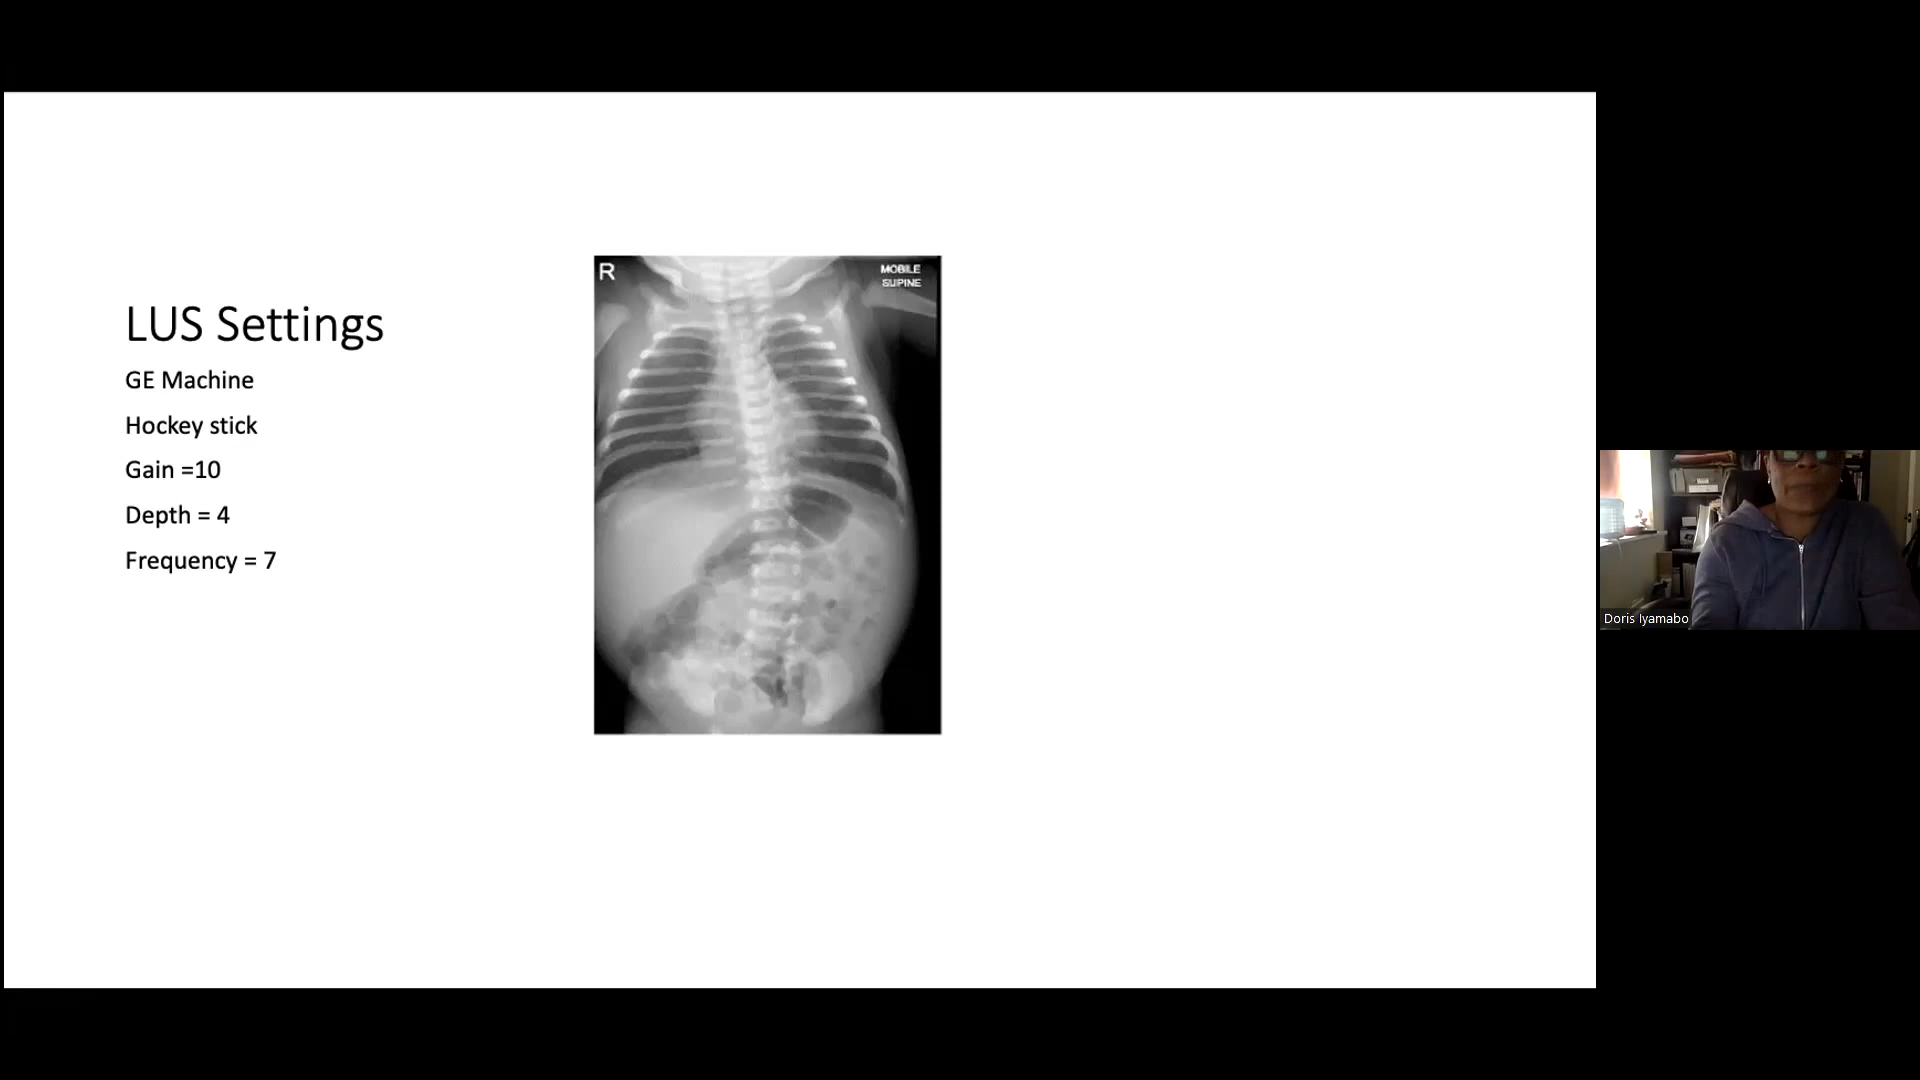 LUS Settings
GE Machine
Hockey stick
Gain =10
Depth = 4
Frequency = 7
R
MOBILE
SUPINE
Doris Iyamabo